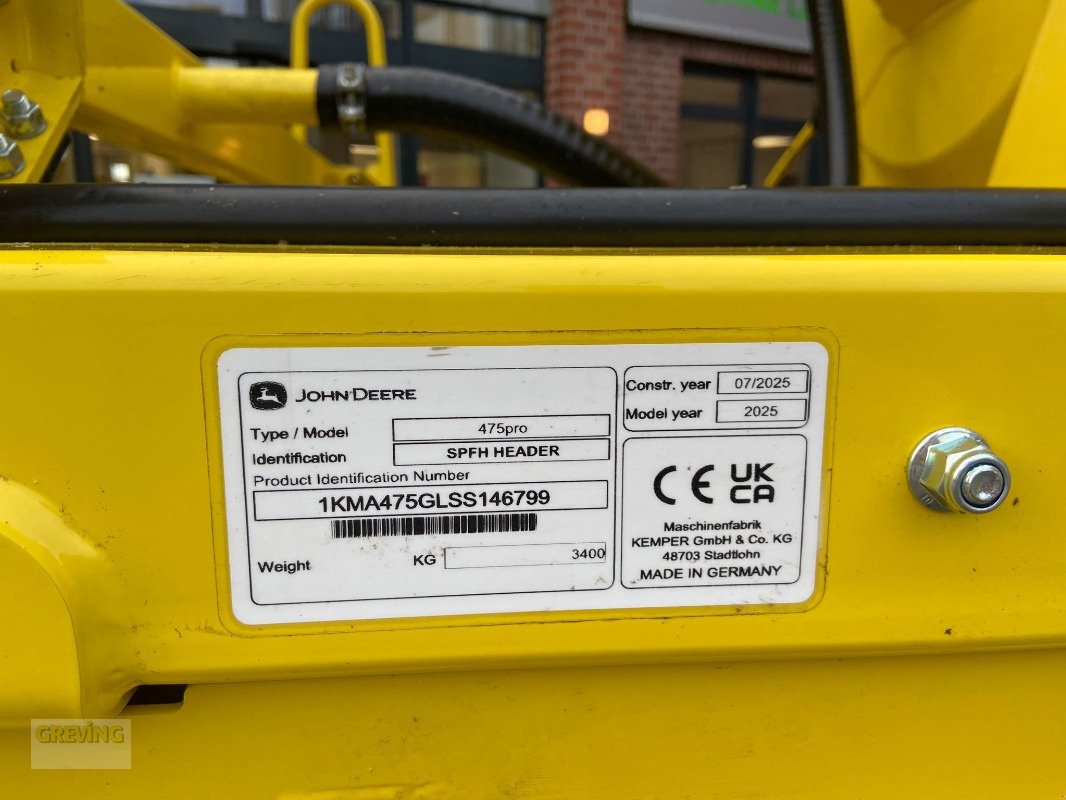 JOHN DEERE
Type / Model 475pro
Identification SPFH HEADER
Product Identification Number
1KMA475GLSS146799
Weight KG 3400
Constr. year 07/2025
Model year 2025
CE UK
CA
Maschinenfabrik
KEMPER GmbH & Co. KG
48703 Stadtlohn
MADE IN GERMANY
GREVING